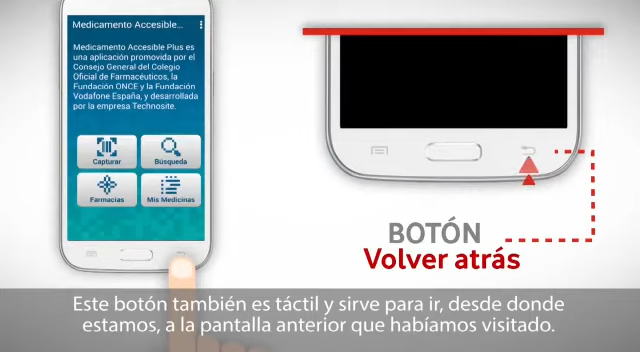 Medicamento Accesible...
Medicamento Accesible Plus es
una aplicación promovida por el
Consejo General del Colegio
Oficial de Farmacéuticos, la
Fundación ONCE y la Fundación
Vodafone España, y desarrollada
por la empresa Technosite.
Capturar
Búsqueda
Farmacias
Mis Medicinas
BOTÓN
Volver atrás
Este botón también es táctil y sirve para ir, desde donde
estamos, a la pantalla anterior que habíamos visitado.